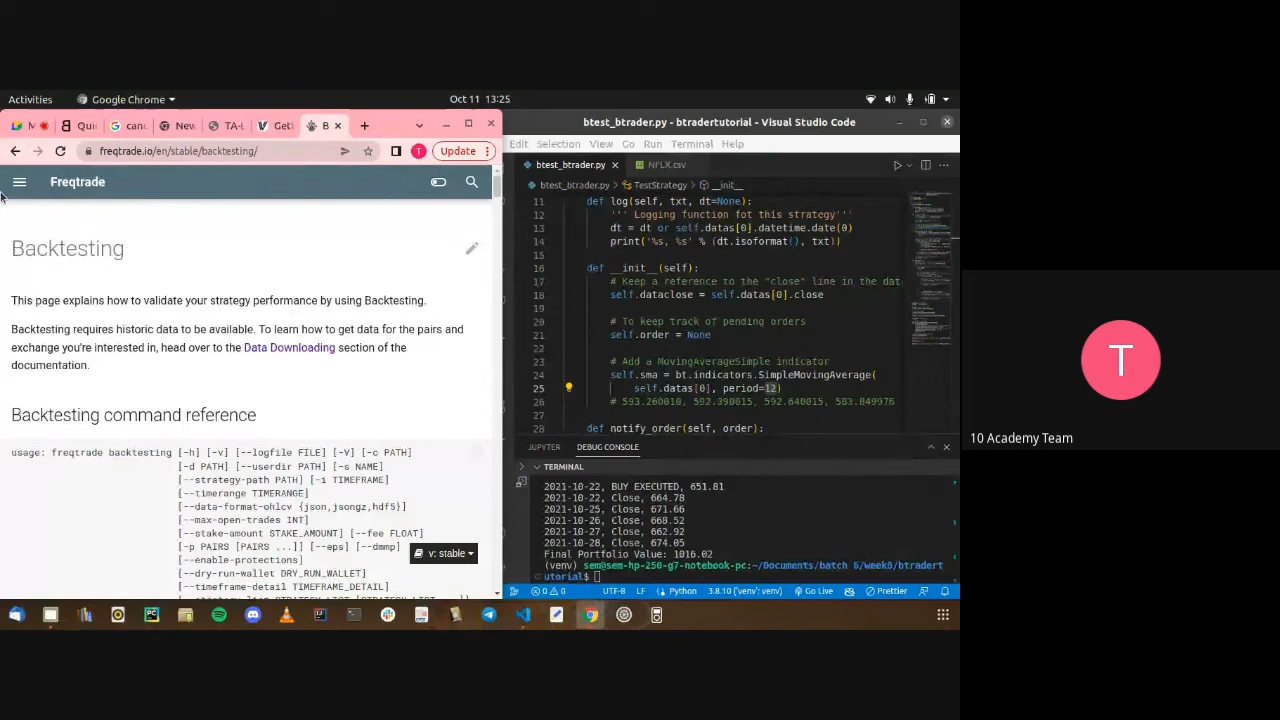 Activities
Google Chrome
Oct 11 13:25
M
Qui
canc
New
TA-L
Get
B
freqtrade.io/en/stable/backtesting/
T
Update
Freqtrade
Backtesting
This page explains how to validate your strategy performance by using Backtesting.
Backtesting requires historic data to be available. To learn how to get data for the pairs and
exchange you're interested in, head over to the Data Downloading section of the
documentation.
Backtesting command reference
usage: freqtrade backtesting [-h] [-v] [--logfile FILE] [-V] [-c PATH]
[-d PATH] [--userdir PATH] [-s NAME]
[--strategy-path PATH] [-i TIMEFRAME]
[--timerange TIMERANGE]
[--data-format-ohlcv {json,jsongz,hdf5}]
[--max-open-trades INT]
[--stake-amount STAKE_AMOUNT] [--fee FLOAT]
[-p PAIRS [PAIRS ...]] [--eps] [--dmmp]
[--enable-protections]
[--dry-run-wallet DRY_RUN_WALLET]
[--timeframe-detail TIMEFRAME_DETAIL]
v: stable
btest_btrader.py - btradertutorial - Visual Studio Code
Edit Selection View Go Run Terminal Help
btest_btrader.py
NFLX.csv
btest_btrader.py > TestStrategy > __init__
11 def log(self, txt, dt=None):
12 ''' Logging function fot this strategy'''
13 dt = dt or self.datas[0].datetime.date(0)
14 print('%s, %s' % (dt.isoformat(), txt))
15
16 def __init__(self):
17 # Keep a reference to the "close" line in the dat
18 self.dataclose = self.datas[0].close
19
20 # To keep track of pending orders
21 self.order = None
22
23 # Add a MovingAverageSimple indicator
24 self.sma = bt.indicators.SimpleMovingAverage(
25 self.datas[0], period=12)
26 # 593.260010, 592.390015, 592.640015, 583.849976
27
28 def notify_order(self, order):
JUPYTER DEBUG CONSOLE
TERMINAL
2021-10-22, BUY EXECUTED, 651.81
2021-10-22, Close, 664.78
2021-10-25, Close, 671.66
2021-10-26, Close, 668.52
2021-10-27, Close, 662.92
2021-10-28, Close, 674.05
Final Portfolio Value: 1016.02
(venv) sem@sem-hp-250-g7-notebook-pc:~/Documents/batch 6/week8/btradert
utorial$
0 0 UTF-8 LF Python 3.8.10 ('venv': venv) Go Live Prettier
T
10 Academy Team